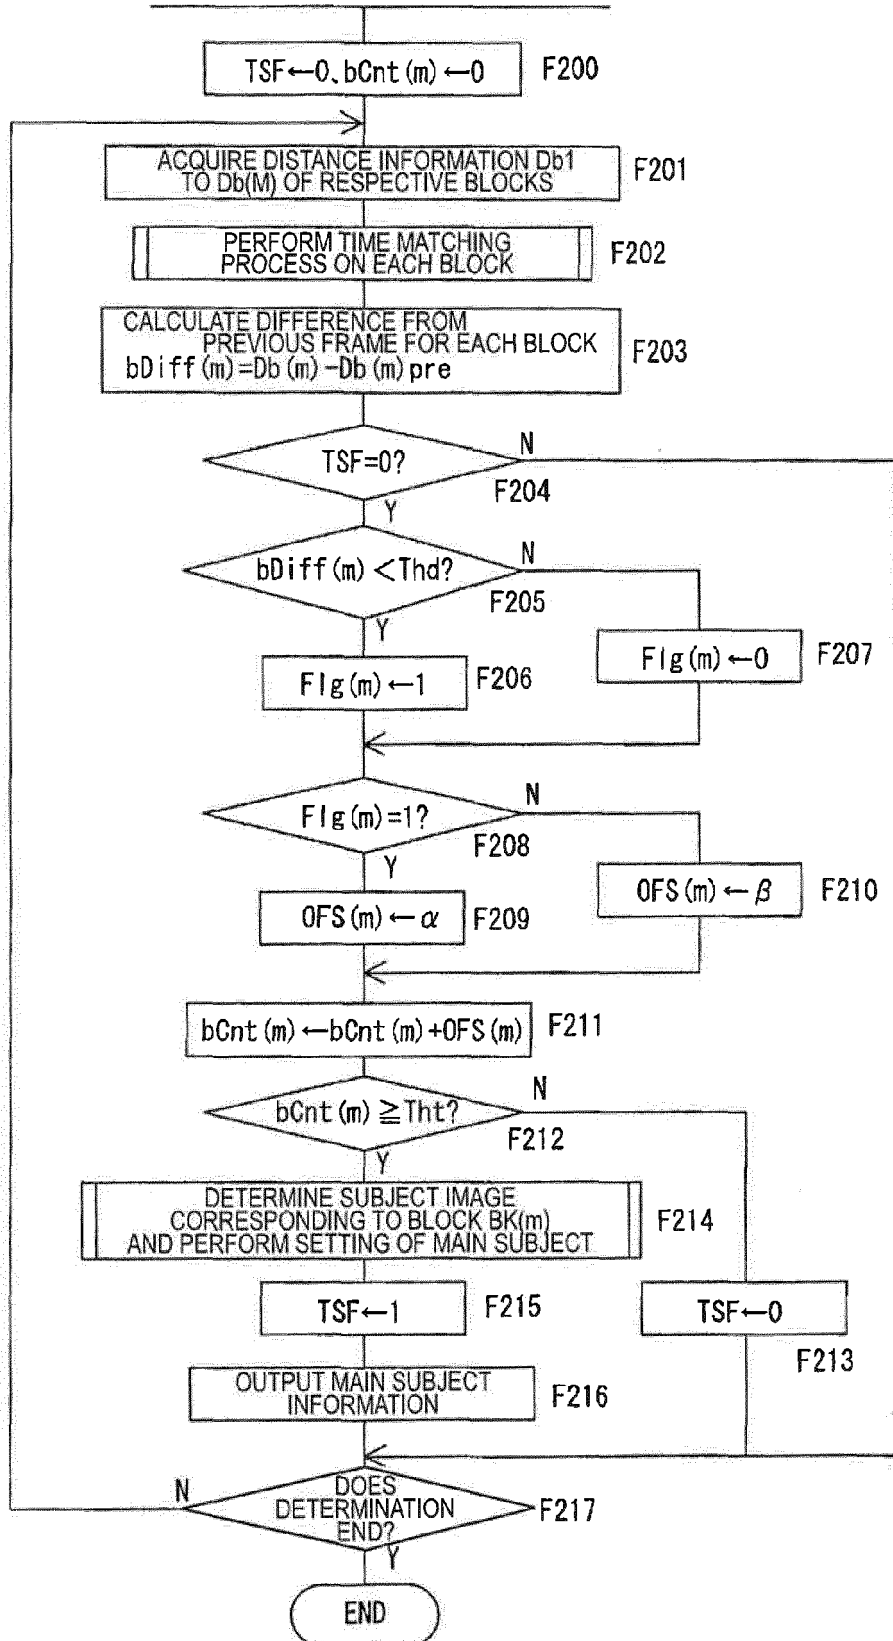 TSF←0、bCnt(m)←0 F200
ACQUIRE DISTANCE INFORMATION Db1
TO Db(M) OF RESPECTIVE BLOCKS
F201
PERFORM TIME MATCHING
PROCESS ON EACH BLOCK
F202
CALCULATE DIFFERENCE FROM
PREVIOUS FRAME FOR EACH BLOCK
bDiff(m)=Db(m)-Db(m)pre
F203
TSF=0?
N
F204
Y
bDiff(m)<Thd?
N
F205
Y
Flg(m)←1 F206
Flg(m)←0 F207
Flg(m)=1?
N
F208
Y
OFS(m)←α F209
OFS(m)←β F210
bCnt(m)←bCnt(m)+OFS(m) F211
bCnt(m)≧Tht?
N
F212
Y
DETERMINE SUBJECT IMAGE
CORRESPONDING TO BLOCK BK(m)
AND PERFORM SETTING OF MAIN SUBJECT
F214
TSF←1 F215
TSF←0
F213
OUTPUT MAIN SUBJECT
INFORMATION
F216
N
DOES
DETERMINATION
END?
F217
Y
END